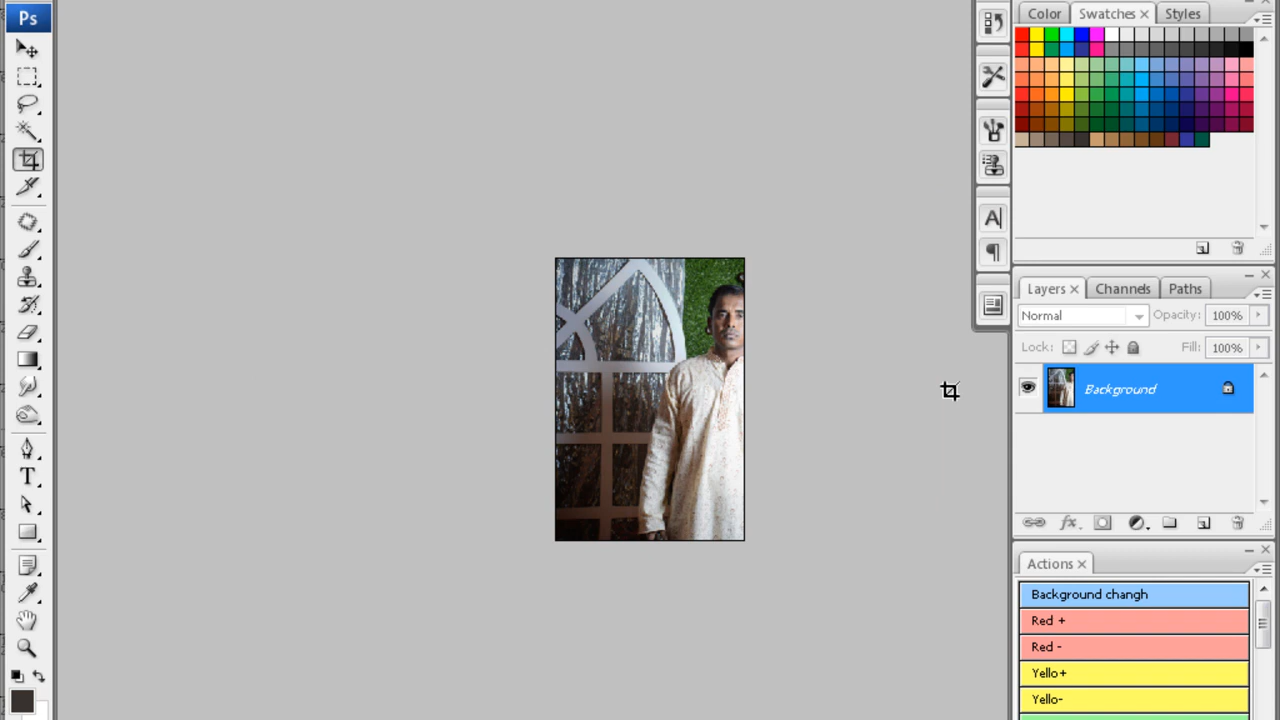 Ps
Color
Swatches
Styles
Layers
Channels
Paths
Normal
Opacity: 100%
Lock:
Fill: 100%
Background
Actions
Background changh
Red +
Red -
Yello+
Yello-